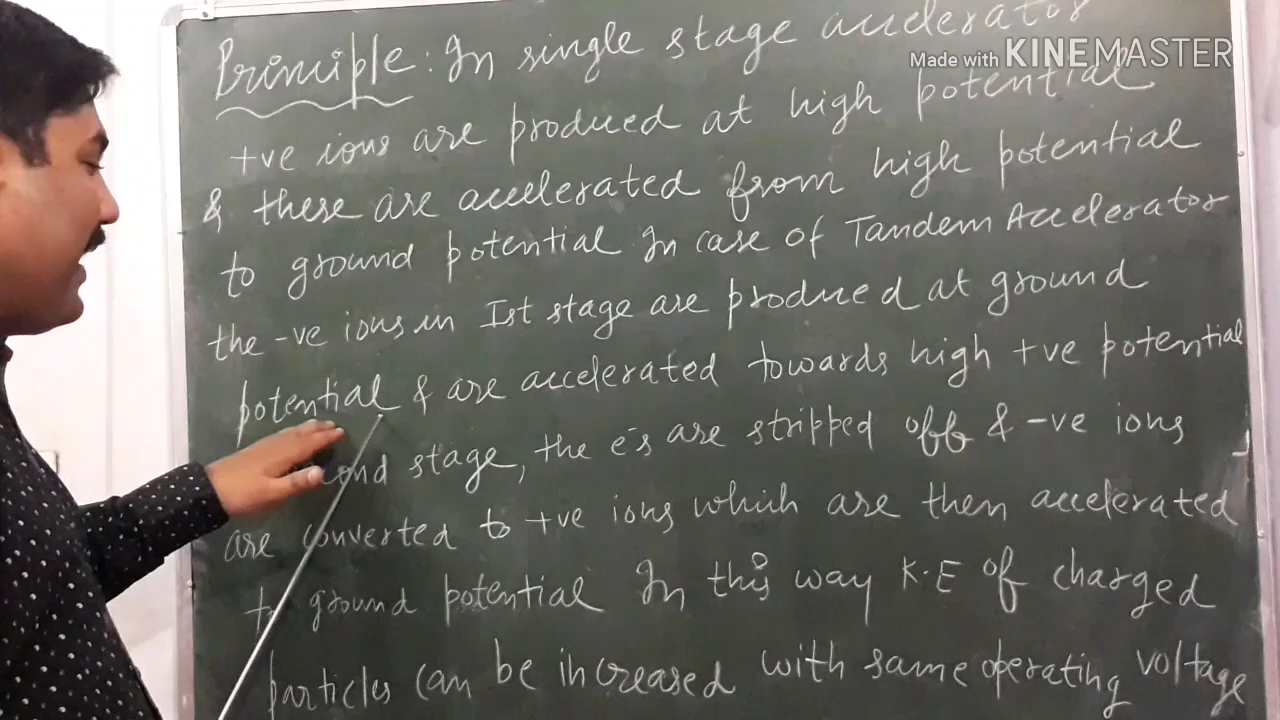 Principle: In single stage accelerator
Made with KINEMASTER
+ve ions are produced at high potential
& these are accelerated from high potential
to ground potential. In case of Tandem Accelerator
the -ve ions in Ist stage are produced at ground
potential & are accelerated towards high +ve potential
stage, the e⁻s are stripped off & -ve ions
are converted to +ve ions which are then accelerated
to ground potential In this way K.E of charged
particles can be increased with same operating voltage